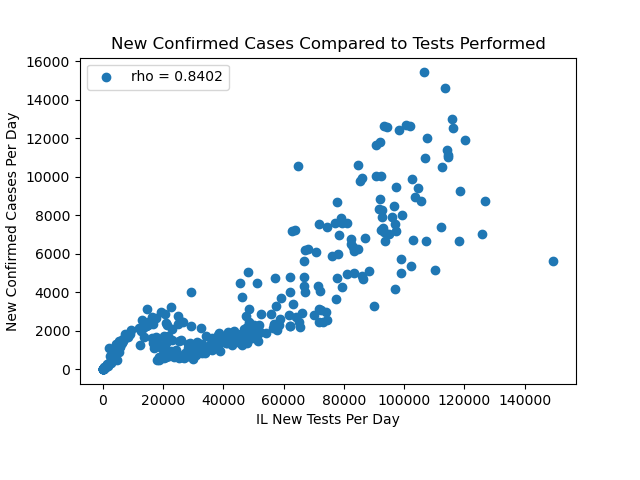 New Confirmed Cases Compared to Tests Performed
rho = 0.8402
16000
14000
12000
10000
8000
6000
4000
2000
0
New Confirmed Caeses Per Day
0 20000 40000 60000 80000 100000 120000 140000
IL New Tests Per Day